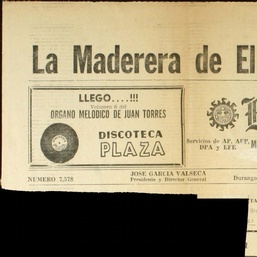 La Maderera de El
LLEGO....!!!
Volumen 6 del
ORGANO MELODICO DE JUAN TORRES
DISCOTECA
PLAZA
Servicios de AP, AFP,
DPA y EFE
JOSE GARCIA VALSECA
Presidente y Director General
NUMERO 7,578
Durango